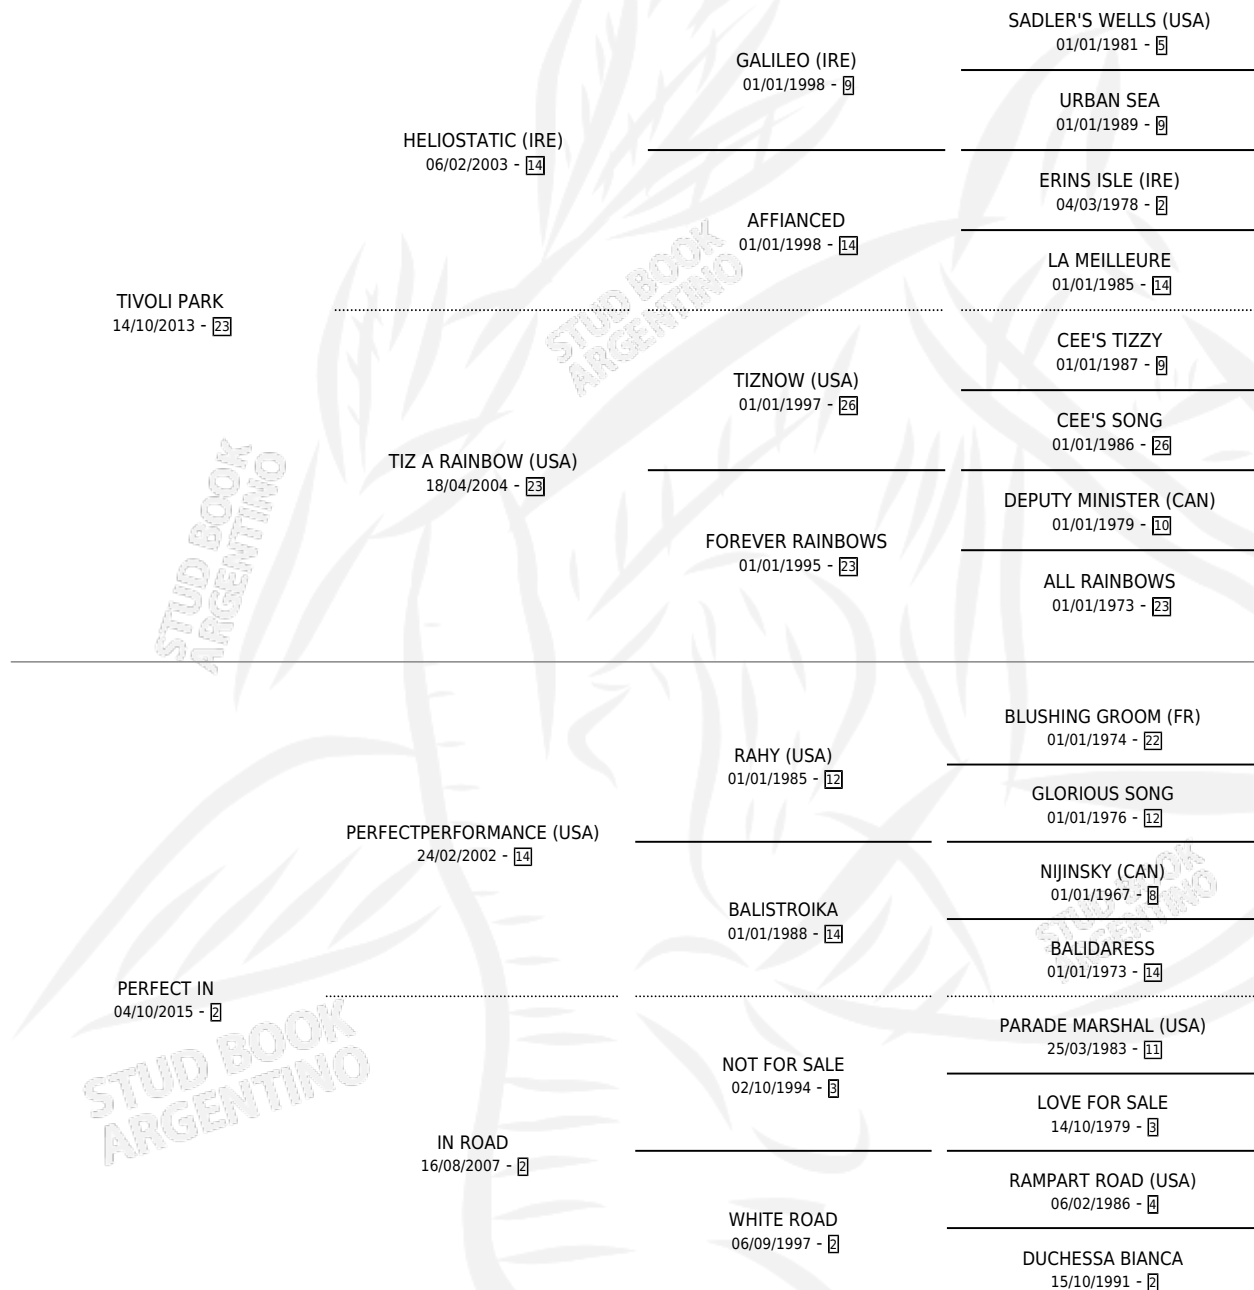 SADLER'S WELLS (USA)
01/01/1981 - 5
GALILEO (IRE)
01/01/1998 - 9
URBAN SEA
01/01/1989 - 9
HELIOSTATIC (IRE)
06/02/2003 - 14
ERINS ISLE (IRE)
04/03/1978 - 2
AFFIANCED
01/01/1998 - 14
LA MEILLEURE
01/01/1985 - 14
TIVOLI PARK
14/10/2013 - 23
CEE'S TIZZY
01/01/1987 - 9
TIZNOW (USA)
01/01/1997 - 26
CEE'S SONG
01/01/1986 - 26
TIZ A RAINBOW (USA)
18/04/2004 - 23
DEPUTY MINISTER (CAN)
01/01/1979 - 10
FOREVER RAINBOWS
01/01/1995 - 23
ALL RAINBOWS
01/01/1973 - 23
BLUSHING GROOM (FR)
01/01/1974 - 22
RAHY (USA)
01/01/1985 - 12
GLORIOUS SONG
01/01/1976 - 12
PERFECTPERFORMANCE (USA)
24/02/2002 - 14
NIJINSKY (CAN)
01/01/1967 - 8
BALISTROIKA
01/01/1988 - 14
BALIDARESS
01/01/1973 - 14
PERFECT IN
04/10/2015 - 2
PARADE MARSHAL (USA)
25/03/1983 - 11
NOT FOR SALE
02/10/1994 - 3
LOVE FOR SALE
14/10/1979 - 3
IN ROAD
16/08/2007 - 2
RAMPART ROAD (USA)
06/02/1986 - 4
WHITE ROAD
06/09/1997 - 2
DUCHESSA BIANCA
15/10/1991 - 2
STUD BOOK
ARGENTINO
STUD BOOK
ARGENTINO
STUD BOOK
ARGENTINO
STUD BOOK
ARGENTINO